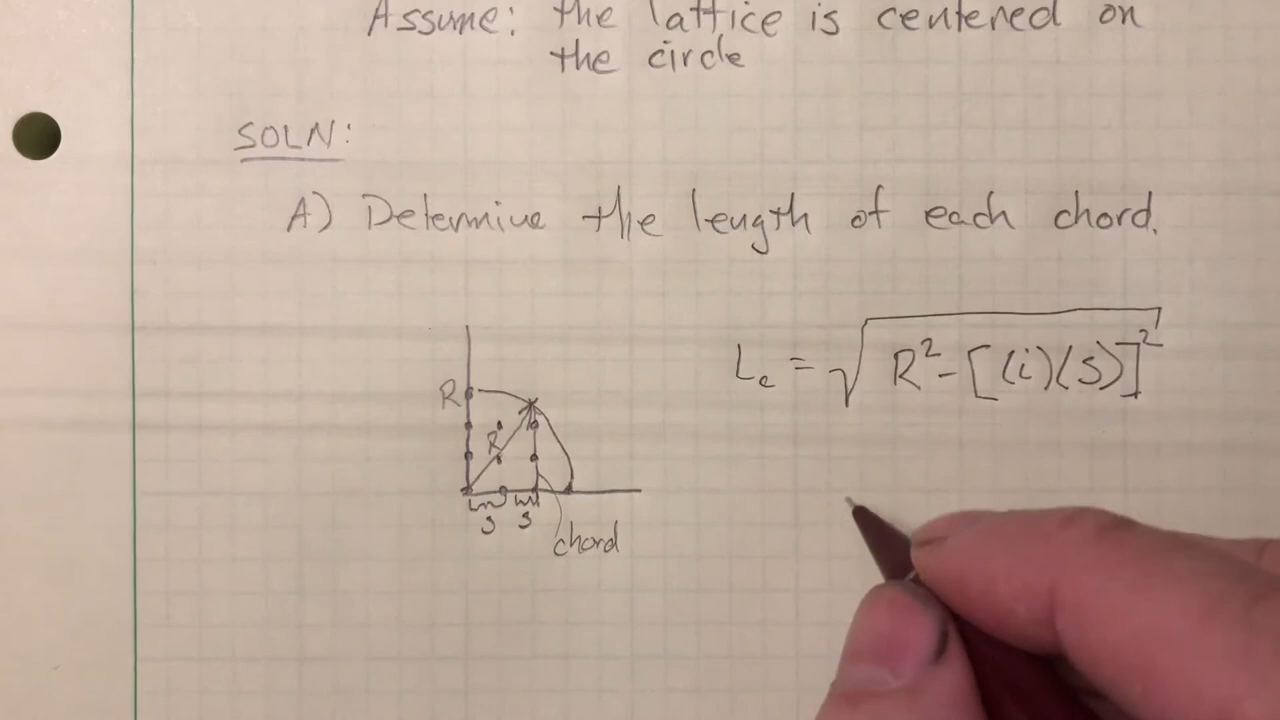 Assume: the lattice is centered on
the circle
SOLN:
A) Determine the length of each chord.
L_c = √(R² - [(i)(s)]²)
R
R
s s
chord